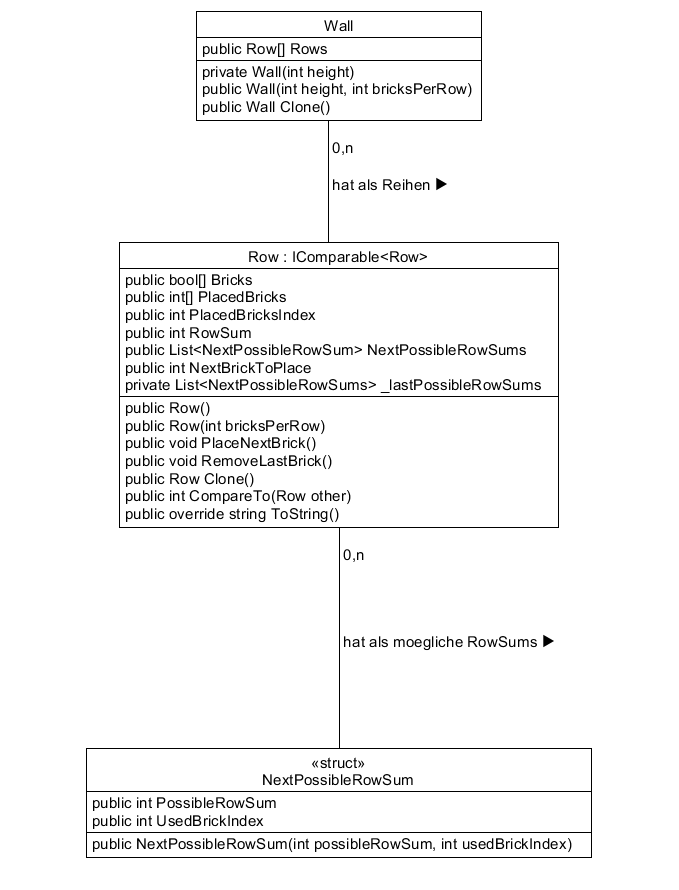 Wall
public Row[] Rows
private Wall(int height)
public Wall(int height, int bricksPerRow)
public Wall Clone()
0,n
hat als Reihen ▶
Row : IComparable<Row>
public bool[] Bricks
public int[] PlacedBricks
public int PlacedBricksIndex
public int RowSum
public List<NextPossibleRowSum> NextPossibleRowSums
public int NextBrickToPlace
private List<NextPossibleRowSums> _lastPossibleRowSums
public Row()
public Row(int bricksPerRow)
public void PlaceNextBrick()
public void RemoveLastBrick()
public Row Clone()
public int CompareTo(Row other)
public override string ToString()
0,n
hat als moegliche RowSums ▶
«struct»
NextPossibleRowSum
public int PossibleRowSum
public int UsedBrickIndex
public NextPossibleRowSum(int possibleRowSum, int usedBrickIndex)